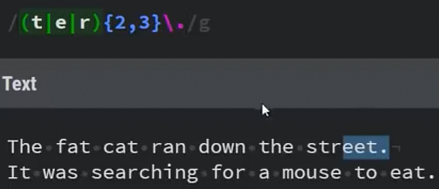 /(t|e|r){2,3}\./g
Text
The fat cat ran down the street.
It was searching for a mouse to eat.